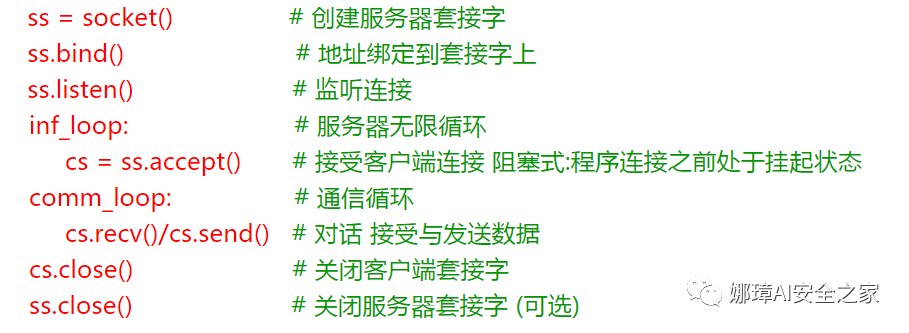 ss = socket() # 创建服务器套接字
ss.bind() # 地址绑定到套接字上
ss.listen() # 监听连接
inf_loop: # 服务器无限循环
cs = ss.accept() # 接受客户端连接 阻塞式:程序连接之前处于挂起状态
comm_loop: # 通信循环
cs.recv()/cs.send() # 对话 接受与发送数据
cs.close() # 关闭客户端套接字
ss.close() # 关闭服务器套接字 (可选)
娜璋AI安全之家